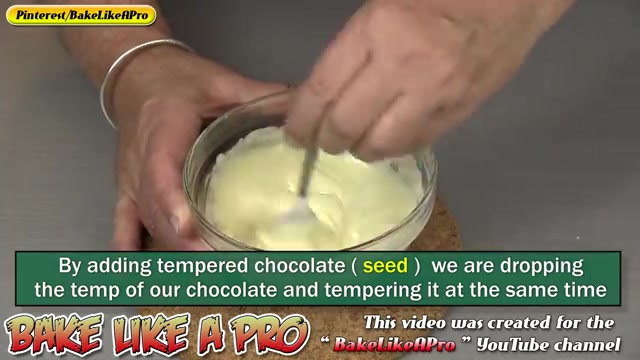 Pinterest/BakeLikeAPro
By adding tempered chocolate ( seed ) we are dropping
the temp of our chocolate and tempering it at the same time
BAKE LIKE A PRO
This video was created for the
“ BakeLikeAPro ” YouTube channel